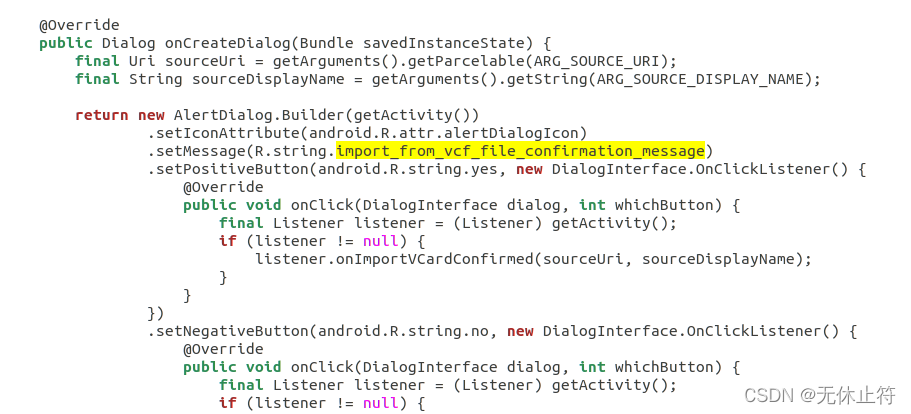 @Override
public Dialog onCreateDialog(Bundle savedInstanceState) {
    final Uri sourceUri = getArguments().getParcelable(ARG_SOURCE_URI);
    final String sourceDisplayName = getArguments().getString(ARG_SOURCE_DISPLAY_NAME);

    return new AlertDialog.Builder(getActivity())
            .setIconAttribute(android.R.attr.alertDialogIcon)
            .setMessage(R.string.import_from_vcf_file_confirmation_message)
            .setPositiveButton(android.R.string.yes, new DialogInterface.OnClickListener() {
                @Override
                public void onClick(DialogInterface dialog, int whichButton) {
                    final Listener listener = (Listener) getActivity();
                    if (listener != null) {
                        listener.onImportVCardConfirmed(sourceUri, sourceDisplayName);
                    }
                }
            })
            .setNegativeButton(android.R.string.no, new DialogInterface.OnClickListener() {
                @Override
                public void onClick(DialogInterface dialog, int whichButton) {
                    final Listener listener = (Listener) getActivity();
                    if (listener != null) {
CSDN @无休止符